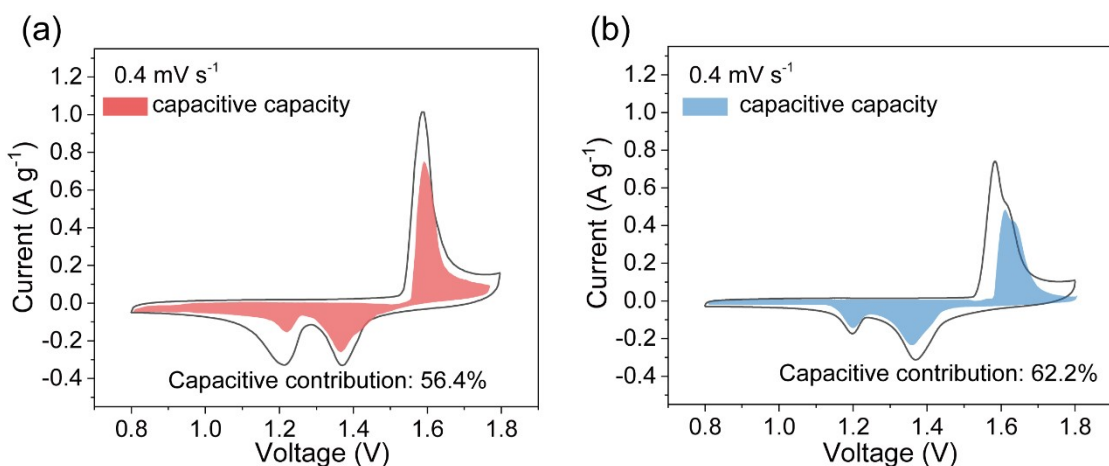 (a)
0.4 mV s⁻¹
capacitive capacity
Capacitive contribution: 56.4%
Current (A g⁻¹)
1.2
1.0
0.8
0.6
0.4
0.2
0.0
-0.2
-0.4
0.8 1.0 1.2 1.4 1.6 1.8
Voltage (V)
(b)
0.4 mV s⁻¹
capacitive capacity
Capacitive contribution: 62.2%
Current (A g⁻¹)
1.2
1.0
0.8
0.6
0.4
0.2
0.0
-0.2
-0.4
0.8 1.0 1.2 1.4 1.6 1.8
Voltage (V)